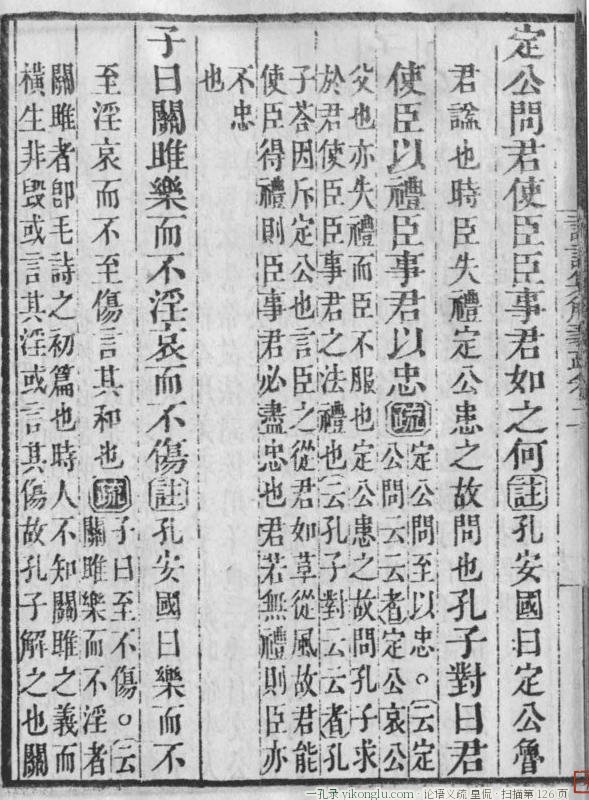 定公問君使臣臣事君如之何註孔安國曰定公魯
君諡也時臣失禮定公患之故問也孔子對曰君
使臣以禮臣事君以忠疏定公問至以忠。云定
公問云云者定公哀公
父也亦失禮而臣不服也定公患之故問孔子求
於君使臣臣事君之法禮也云孔子對云云者孔
子荅因斥定公也言臣之從君如草從風故君能
使臣得禮則臣事君必盡忠也君若無禮則臣亦
不忠
也
子曰關雎樂而不淫哀而不傷註孔安國曰樂而不
至淫哀而不至傷言其和也疏子曰至不傷。云
關雎樂而不淫者
關雎者卽毛詩之初篇也時人不知關雎之義而
橫生非毀或言其淫或言其傷故孔子解之也關
一孔录 yikonglu.com · 论语义疏 皇侃 · 扫描第 126 页